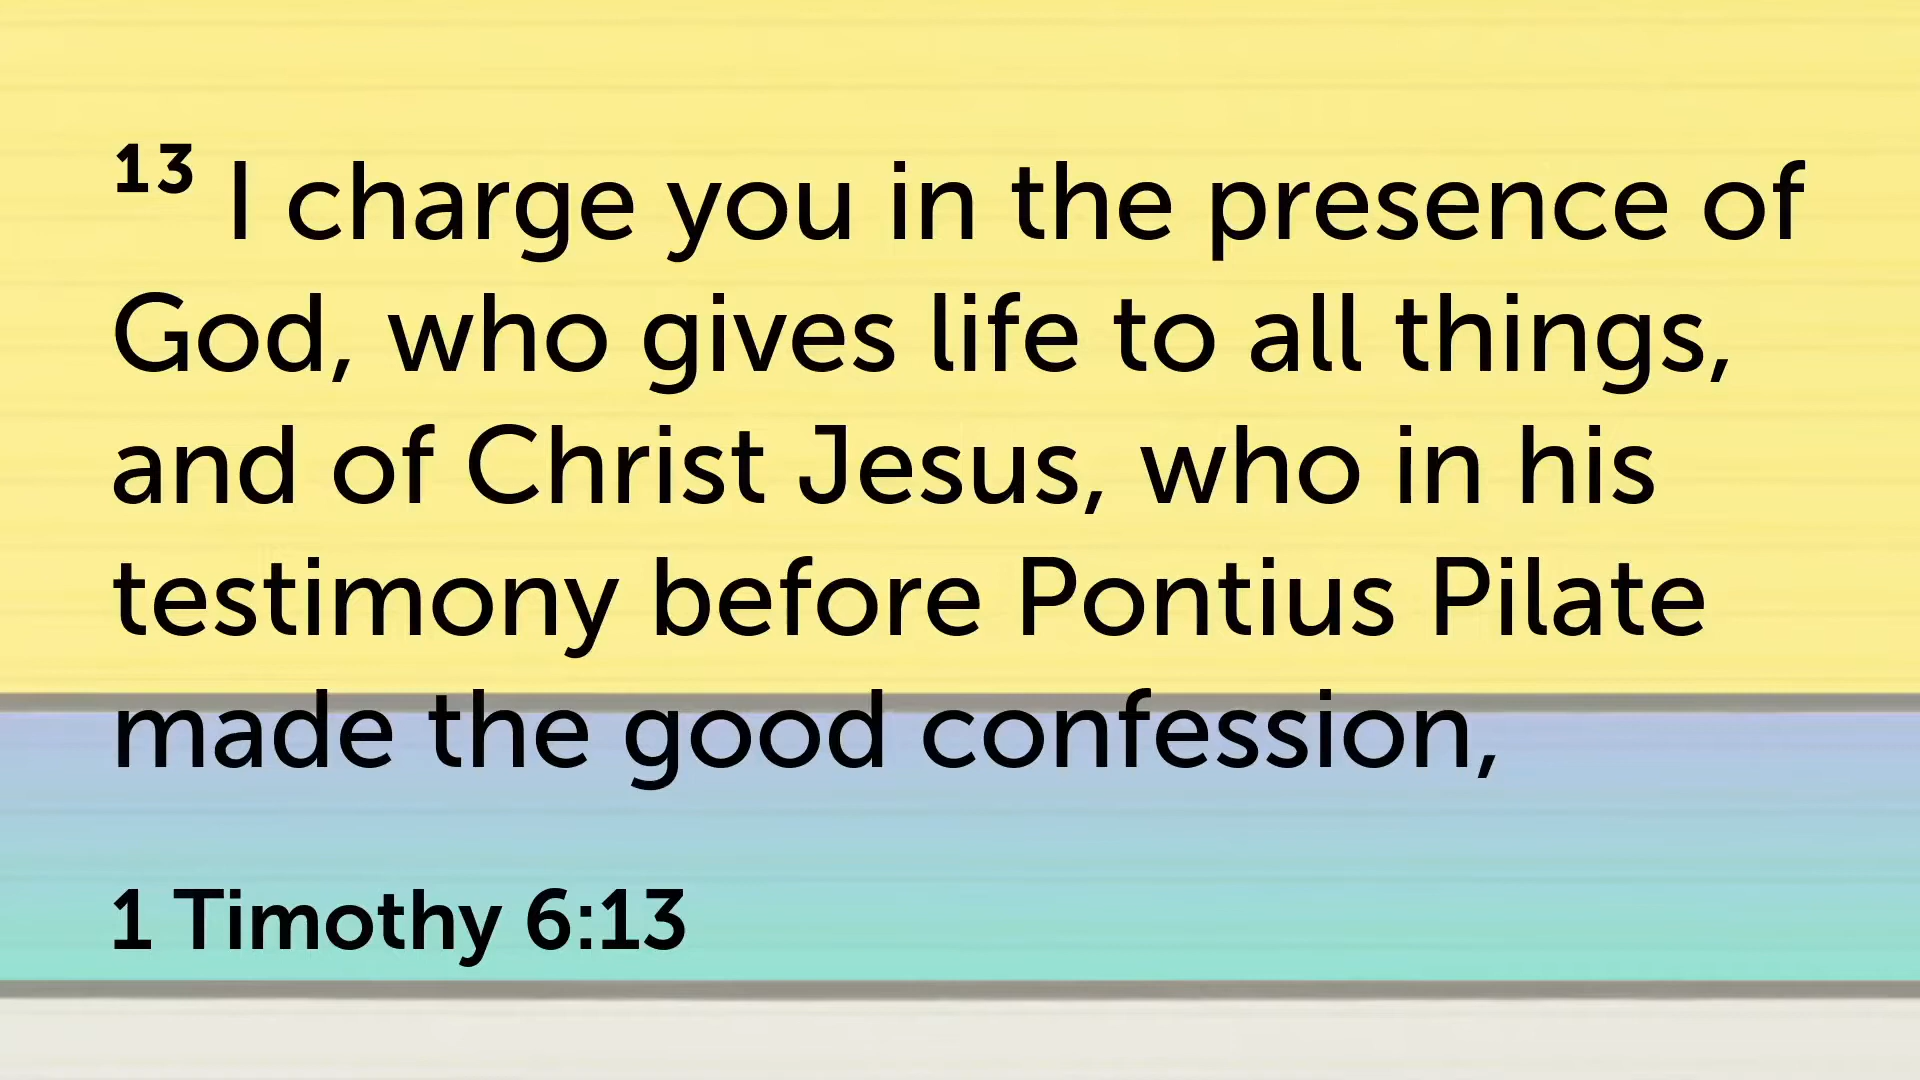 13 I charge you in the presence of
God, who gives life to all things,
and of Christ Jesus, who in his
testimony before Pontius Pilate
made the good confession,
1 Timothy 6:13